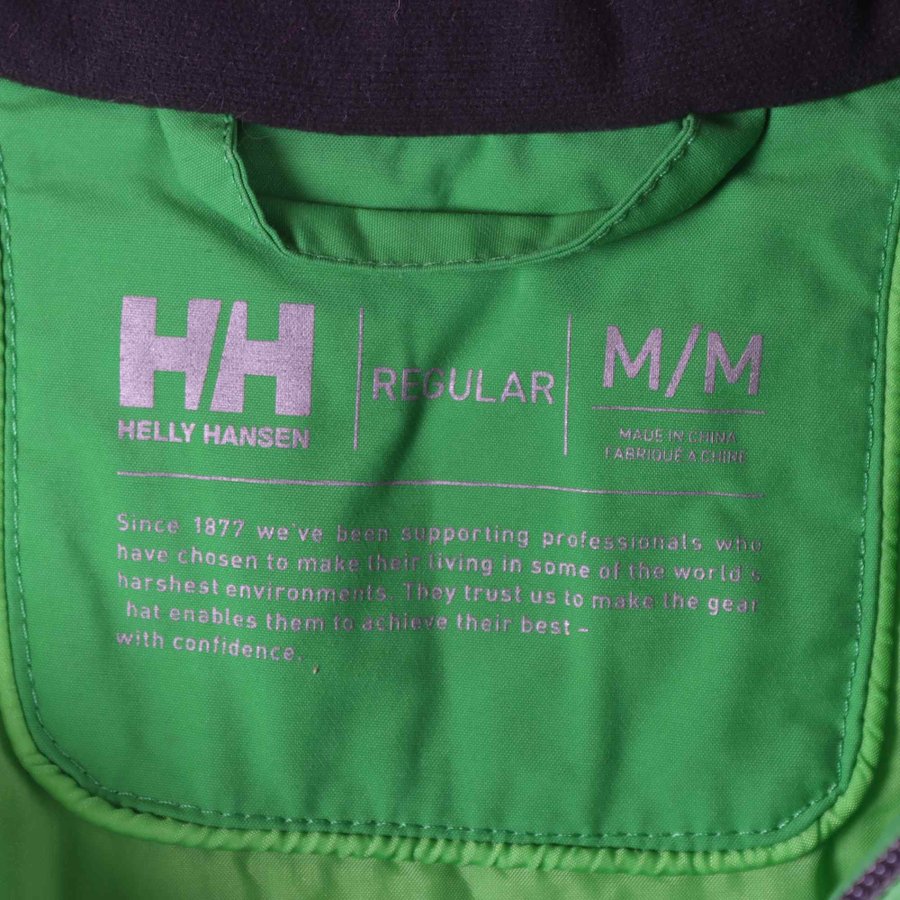 HH
HELLY HANSEN
REGULAR
M/M
MADE IN CHINA
FABRIQUÉ A CHINE
Since 1877 we've been supporting professionals who
have chosen to make their living in some of the world's
harshest environments. They trust us to make the gear
hat enables them to achieve their best –
with confidence.